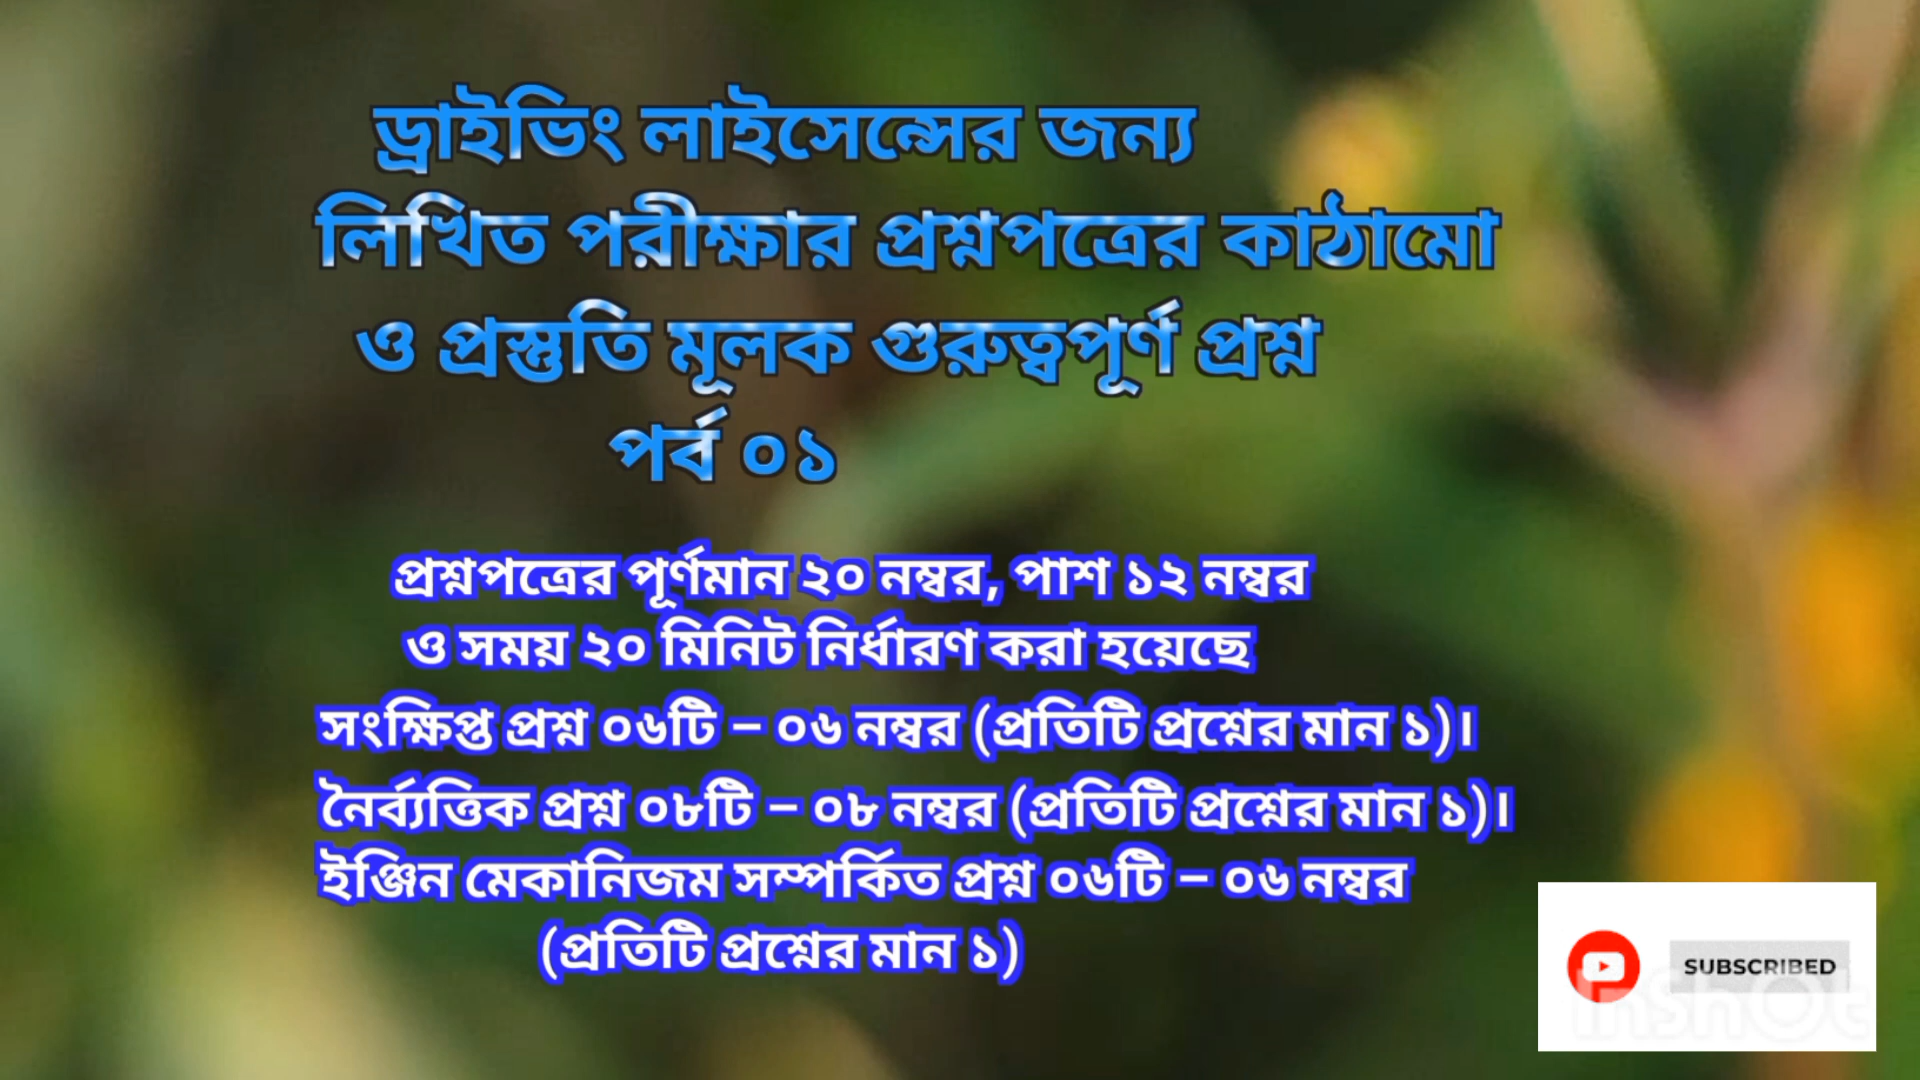 ড্রাইভিং লাইসেন্সের জন্য
লিখিত পরীক্ষার প্রশ্নপত্রের কাঠামো
ও প্রস্তুতি মূলক গুরুত্বপূর্ণ প্রশ্ন
পর্ব ০১
প্রশ্নপত্রের পূর্ণমান ২০ নম্বর, পাশ ১২ নম্বর
ও সময় ২০ মিনিট নির্ধারণ করা হয়েছে
সংক্ষিপ্ত প্রশ্ন ০৬টি – ০৬ নম্বর (প্রতিটি প্রশ্নের মান ১)।
নৈর্ব্যত্তিক প্রশ্ন ০৮টি – ০৮ নম্বর (প্রতিটি প্রশ্নের মান ১)।
ইঞ্জিন মেকানিজম সম্পর্কিত প্রশ্ন ০৬টি – ০৬ নম্বর
(প্রতিটি প্রশ্নের মান ১)
SUBSCRIBED
InshOt